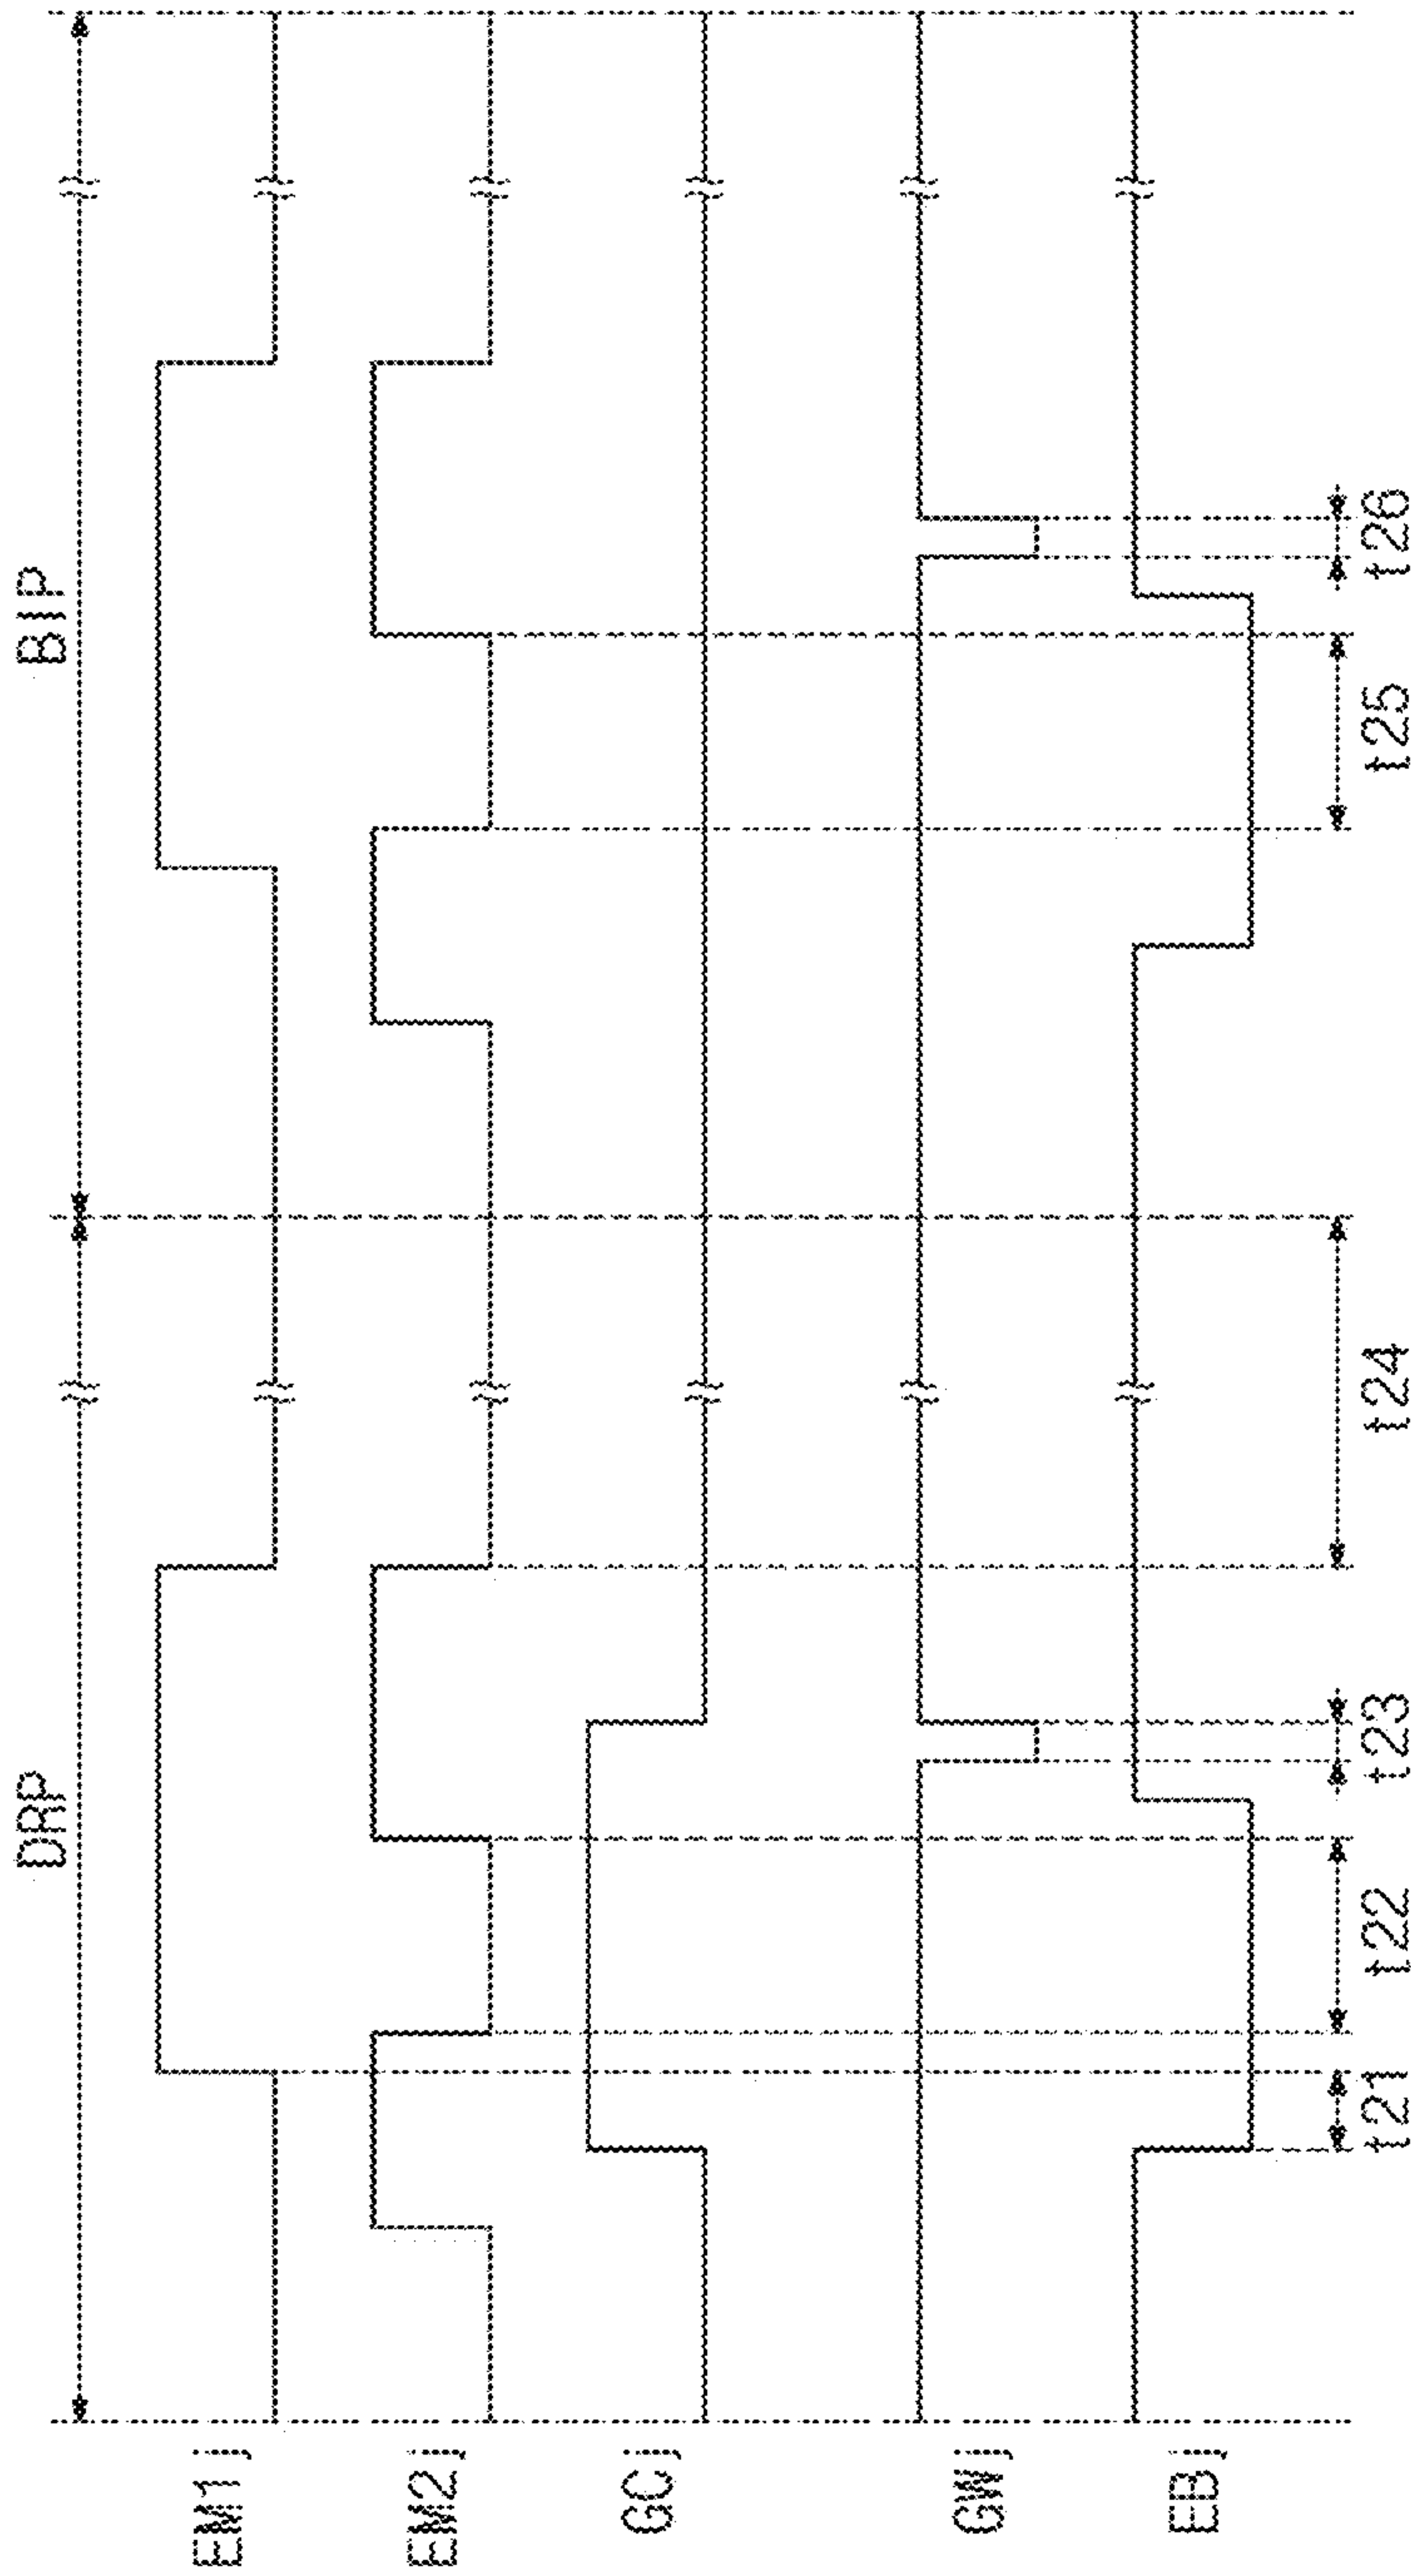 DRP
BIP
EM1j
EM2j
GCj
GWj
EBj
t21
t22
t23
t24
t25
t26